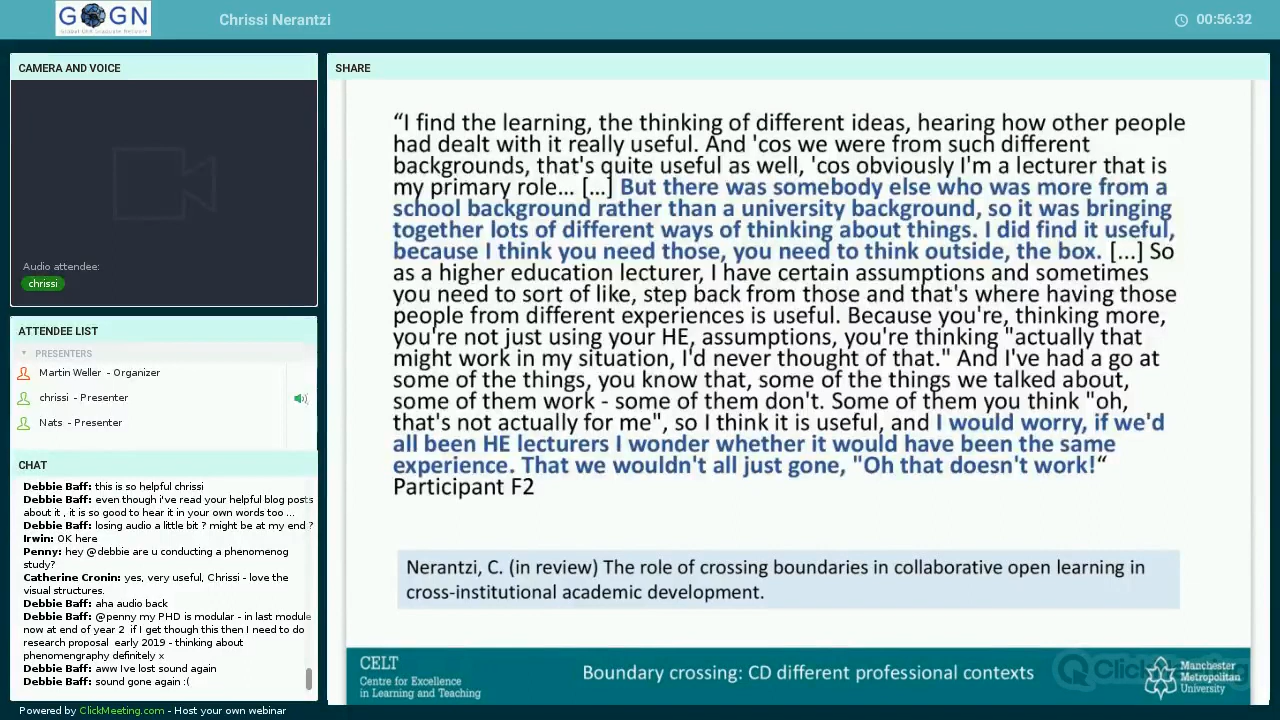 GOGN
Global OER Graduate Network
Chrissi Nerantzi
00:56:32
CAMERA AND VOICE
Audio attendee:
chrissi
ATTENDEE LIST
PRESENTERS
Martin Weller - Organizer
chrissi - Presenter
Nats - Presenter
CHAT
Debbie Baff: this is so helpful chrissi
Debbie Baff: even though i've read your helpful blog posts
about it , it is so good to hear it in your own words too ...
Debbie Baff: losing audio a little bit ? might be at my end ?
Irwin: OK here
Penny: hey @debbie are u conducting a phenomenog
study?
Catherine Cronin: yes, very useful, Chrissi - love the
visual structures.
Debbie Baff: aha audio back
Debbie Baff: @penny my PHD is modular - in last module
now at end of year 2 if I get though this then I need to do
research proposal early 2019 - thinking about
phenomengraphy definitely x
Debbie Baff: aww Ive lost sound again
Debbie Baff: sound gone again :(
Powered by ClickMeeting.com - Host your own webinar
SHARE
“I find the learning, the thinking of different ideas, hearing how other people
had dealt with it really useful. And 'cos we were from such different
backgrounds, that's quite useful as well, 'cos obviously I'm a lecturer that is
my primary role... [...] But there was somebody else who was more from a
school background rather than a university background, so it was bringing
together lots of different ways of thinking about things. I did find it useful,
because I think you need those, you need to think outside, the box. [...] So
as a higher education lecturer, I have certain assumptions and sometimes
you need to sort of like, step back from those and that's where having those
people from different experiences is useful. Because you're, thinking more,
you're not just using your HE, assumptions, you're thinking "actually that
might work in my situation, I'd never thought of that." And I've had a go at
some of the things, you know that, some of the things we talked about,
some of them work - some of them don't. Some of them you think "oh,
that's not actually for me", so I think it is useful, and I would worry, if we'd
all been HE lecturers I wonder whether it would have been the same
experience. That we wouldn't all just gone, "Oh that doesn't work!“
Participant F2
Nerantzi, C. (in review) The role of crossing boundaries in collaborative open learning in
cross-institutional academic development.
CELT
Centre for Excellence
in Learning and Teaching
Boundary crossing: CD different professional contexts
Manchester
Metropolitan
University